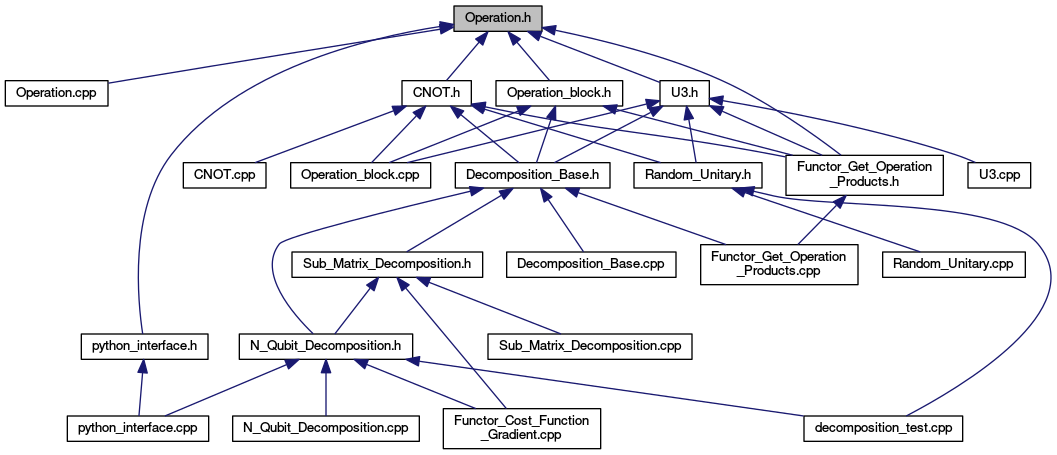 Operation.h
Operation.cpp
CNOT.h
Operation_block.h
U3.h
CNOT.cpp
Operation_block.cpp
Decomposition_Base.h
Random_Unitary.h
Functor_Get_Operation
_Products.h
U3.cpp
Sub_Matrix_Decomposition.h
Decomposition_Base.cpp
Functor_Get_Operation
_Products.cpp
Random_Unitary.cpp
python_interface.h
N_Qubit_Decomposition.h
Sub_Matrix_Decomposition.cpp
python_interface.cpp
N_Qubit_Decomposition.cpp
Functor_Cost_Function
_Gradient.cpp
decomposition_test.cpp